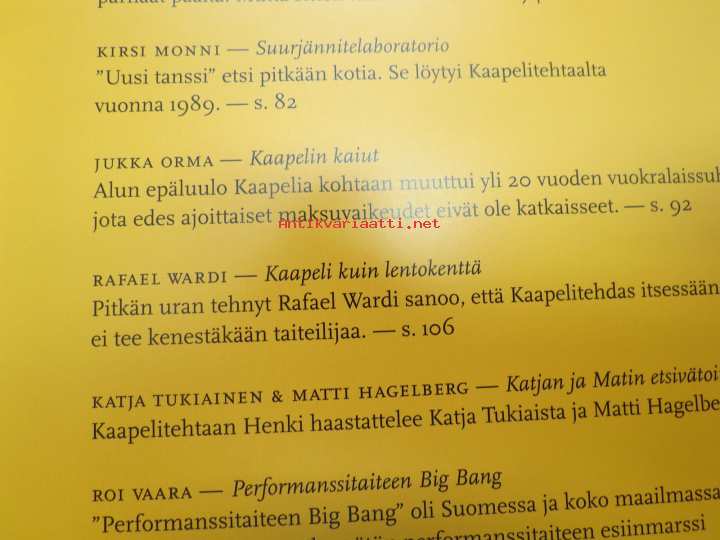 KIRSI MONNI — Suurjännitelaboratorio
"Uusi tanssi" etsi pitkään kotia. Se löytyi Kaapelitehtaalta
vuonna 1989. — s. 82
JUKKA ORMA — Kaapelin kaiut
Alun epäluulo Kaapelia kohtaan muuttui yli 20 vuoden
jota edes ajoittaiset maksuvaikeudet eivät ole katkaisseet. — s. 92
Antikvariaatti.net
RAFAEL WARDI — Kaapeli kuin lentokenttä
Pitkän uran tehnyt Rafael Wardi sanoo, että Kaapelitehdas itsessään
ei tee kenestäkään taiteilijaa. — s. 106
KATJA TUKIAINEN & MATTI HAGELBERG — Katjan ja Matin
Kaapelitehtaan Henki haastattelee Katja Tukiaista ja Matti
ROI VAARA — Performanssitaiteen Big Bang
"Performanssitaiteen Big Bang" oli Suomessa ja koko maailmassa
performanssitaiteen esiinmarssi